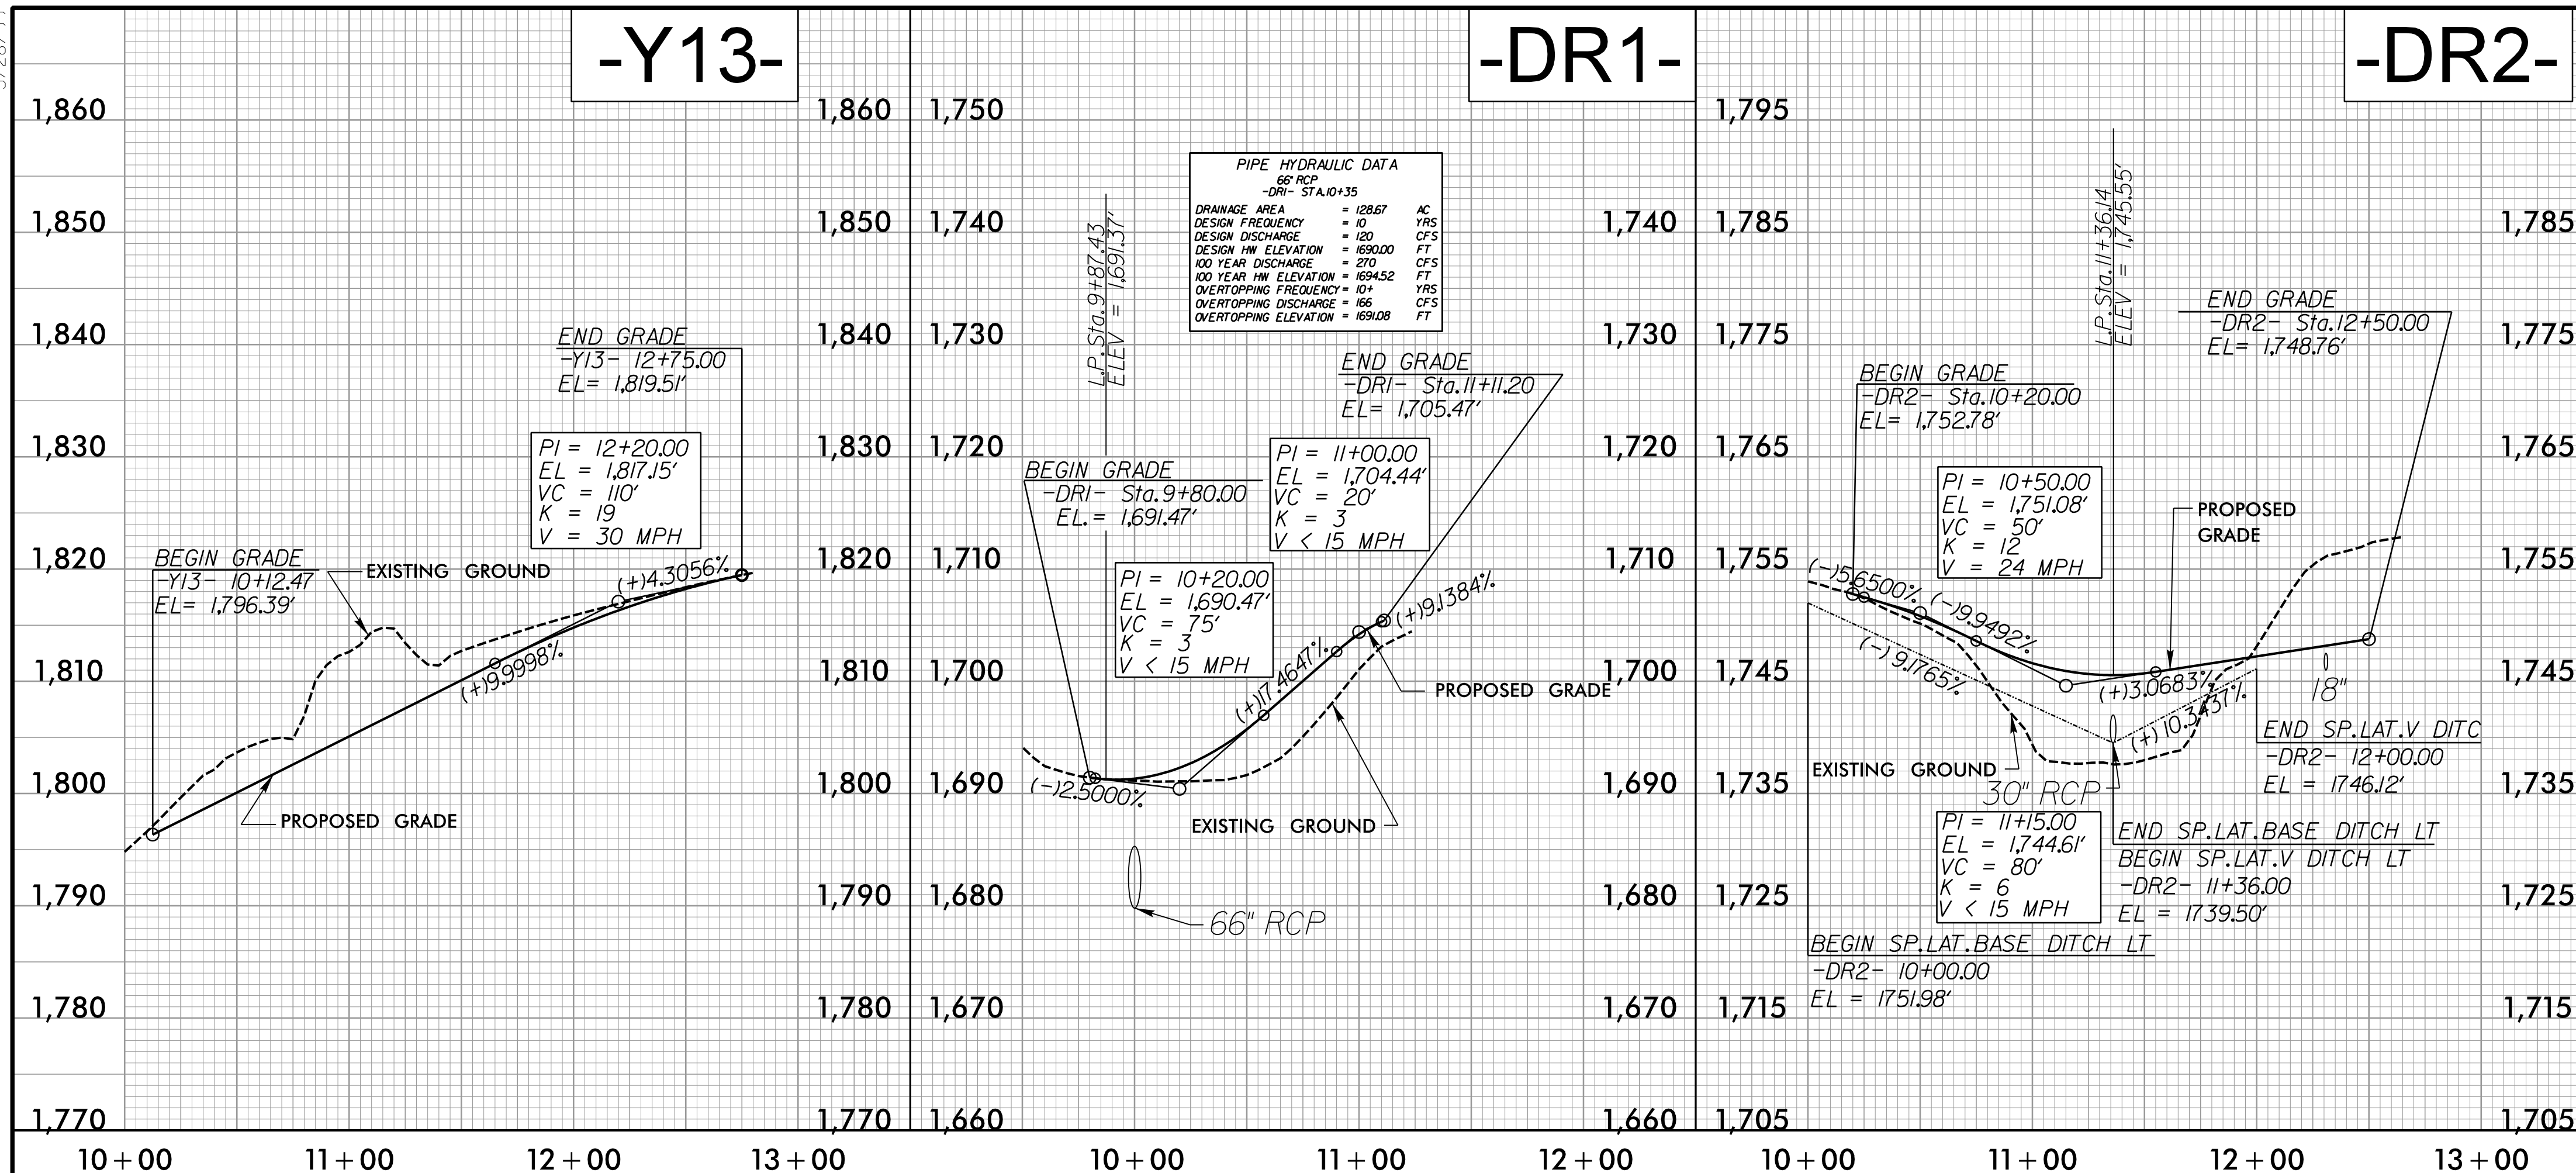 -Y13-
1,860
1,850
1,840
1,830
1,820
1,810
1,800
1,790
1,780
1,770
END GRADE
-Y13- 12+75.00
EL= 1,819.51'
PI = 12+20.00
EL = 1,817.15'
VC = 110'
K = 19
V = 30 MPH
BEGIN GRADE
-Y13- 10+12.47
EL= 1,796.39'
EXISTING GROUND
(+)4.3056%
(+)9.9998%
PROPOSED GRADE
1,860
1,850
1,840
1,830
1,820
1,810
1,800
1,790
1,780
1,770
10+00
11+00
12+00
13+00
-DR1-
1,750
1,740
1,730
1,720
1,710
1,700
1,690
1,680
1,670
1,660
PIPE HYDRAULIC DATA
66" RCP
-DR1- STA.10+35
DRAINAGE AREA = 128.67 AC
DESIGN FREQUENCY = 10 YRS
DESIGN DISCHARGE = 120 CFS
DESIGN HW ELEVATION = 1690.00 FT
100 YEAR DISCHARGE = 270 CFS
100 YEAR HW ELEVATION = 1694.52 FT
OVERTOPPING FREQUENCY = 10+ YRS
OVERTOPPING DISCHARGE = 166 CFS
OVERTOPPING ELEVATION = 1691.08 FT
L.P. Sta.9+87.43
ELEV = 1,691.37'
END GRADE
-DR1- Sta.11+11.20
EL= 1,705.47'
BEGIN GRADE
-DR1- Sta.9+80.00
EL.= 1,691.47'
PI = 11+00.00
EL = 1,704.44'
VC = 20'
K = 3
V < 15 MPH
PI = 10+20.00
EL = 1,690.47'
VC = 75'
K = 3
V < 15 MPH
(+)9.1384%
(+)17.4647%
(-)2.5000%
PROPOSED GRADE
EXISTING GROUND
66" RCP
1,740
1,730
1,720
1,710
1,700
1,690
1,680
1,670
1,660
10+00
11+00
12+00
-DR2-
1,795
1,785
1,775
1,765
1,755
1,745
1,735
1,725
1,715
1,705
L.P. Sta.11+36.14
ELEV = 1,745.55'
END GRADE
-DR2- Sta.12+50.00
EL= 1,748.76'
BEGIN GRADE
-DR2- Sta.10+20.00
EL= 1,752.78'
PI = 10+50.00
EL = 1,751.08'
VC = 50'
K = 12
V = 24 MPH
PROPOSED
GRADE
(-)5.6500%
(-)9.9492%
(-)9.1765%
(+)3.0683%
(+)10.3437%
18"
EXISTING GROUND
30" RCP
END SP.LAT.V DITC
-DR2- 12+00.00
EL = 1746.12'
PI = 11+15.00
EL = 1,744.61'
VC = 80'
K = 6
V < 15 MPH
END SP.LAT.BASE DITCH LT
BEGIN SP.LAT.V DITCH LT
-DR2- 11+36.00
EL = 1739.50'
BEGIN SP.LAT.BASE DITCH LT
-DR2- 10+00.00
EL = 1751.98'
1,785
1,775
1,765
1,755
1,745
1,735
1,725
1,715
1,705
10+00
11+00
12+00
13+00